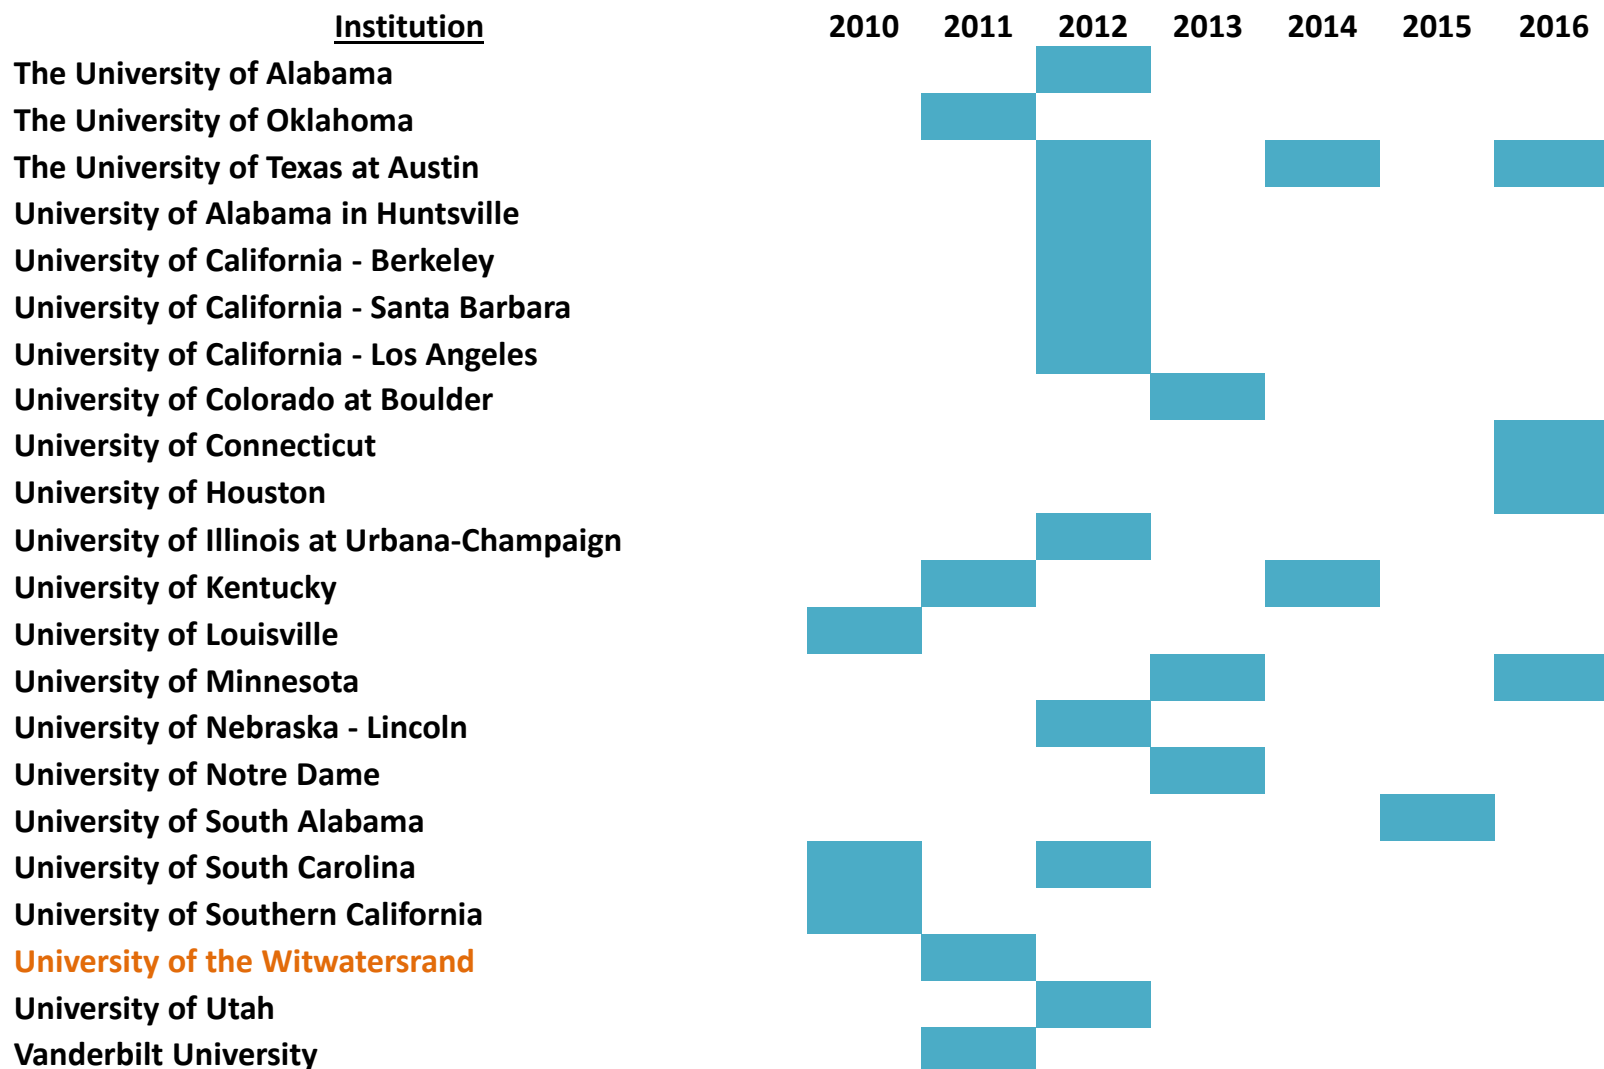 Institution 2010 2011 2012 2013 2014 2015 2016
The University of Alabama
The University of Oklahoma
The University of Texas at Austin
University of Alabama in Huntsville
University of California - Berkeley
University of California - Santa Barbara
University of California - Los Angeles
University of Colorado at Boulder
University of Connecticut
University of Houston
University of Illinois at Urbana-Champaign
University of Kentucky
University of Louisville
University of Minnesota
University of Nebraska - Lincoln
University of Notre Dame
University of South Alabama
University of South Carolina
University of Southern California
University of the Witwatersrand
University of Utah
Vanderbilt University